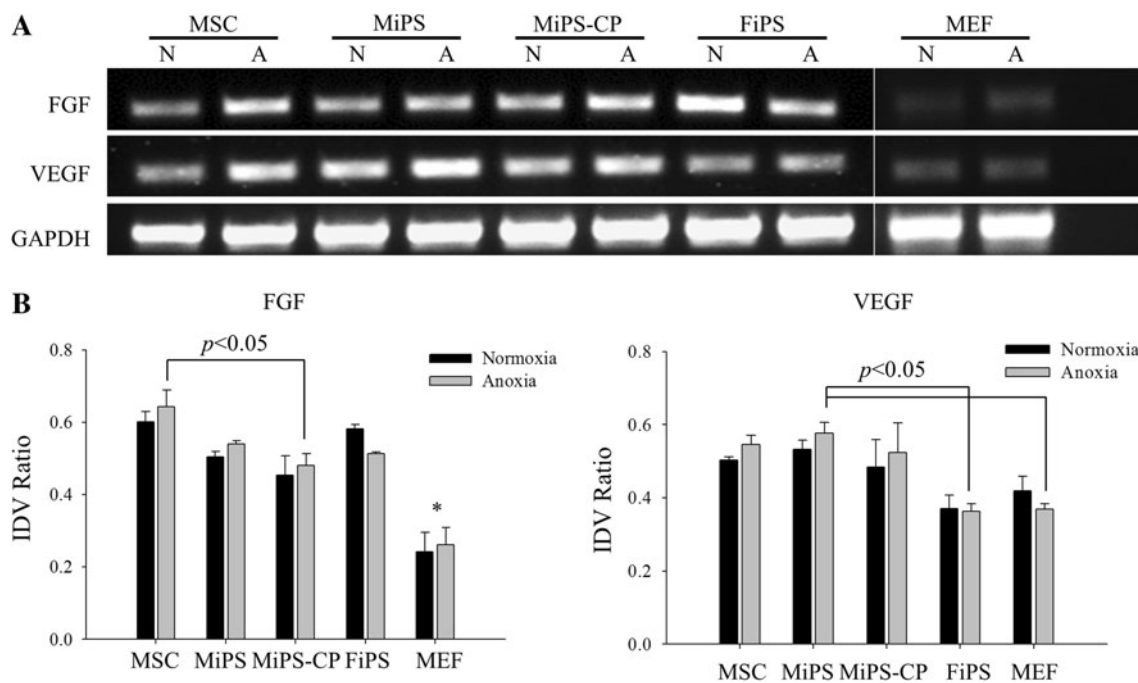 A
MSC MiPS MiPS-CP FiPS MEF
N A N A N A N A N A
FGF
VEGF
GAPDH
B
FGF
0.8
0.6
0.4
0.2
0.0
IDV Ratio
p<0.05
Normoxia
Anoxia
*
MSC MiPS MiPS-CP FiPS MEF
VEGF
0.8
0.6
0.4
0.2
0.0
IDV Ratio
p<0.05
Normoxia
Anoxia
MSC MiPS MiPS-CP FiPS MEF